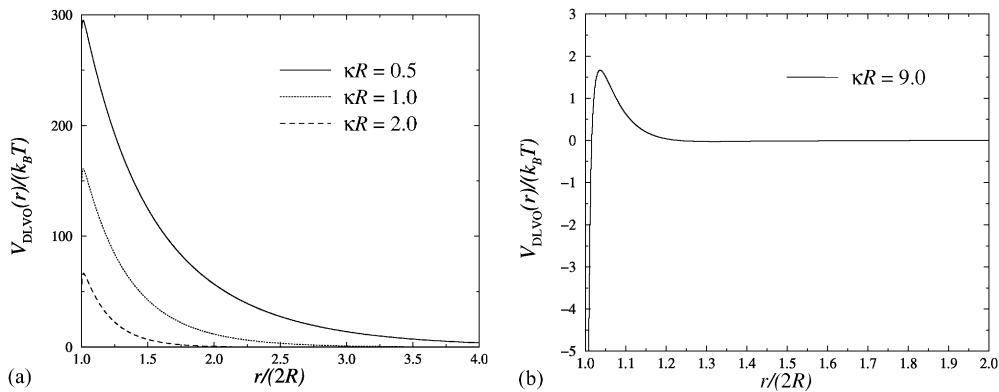 300
200
100
0
V_DLVO(r)/(k_BT)
κR = 0.5
κR = 1.0
κR = 2.0
1.0 1.5 2.0 2.5 3.0 3.5 4.0
r/(2R)
(a)
3
2
1
0
−1
−2
−3
−4
−5
V_DLVO(r)/(k_BT)
κR = 9.0
1.0 1.1 1.2 1.3 1.4 1.5 1.6 1.7 1.8 1.9 2.0
r/(2R)
(b)